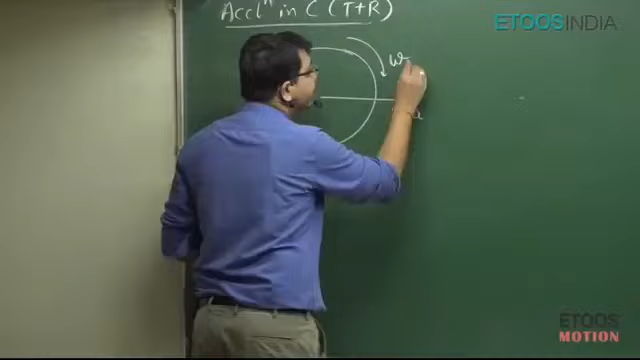 Accl^n in C (T+R)
ETOOSINDIA
ω
ETOOS
MOTION